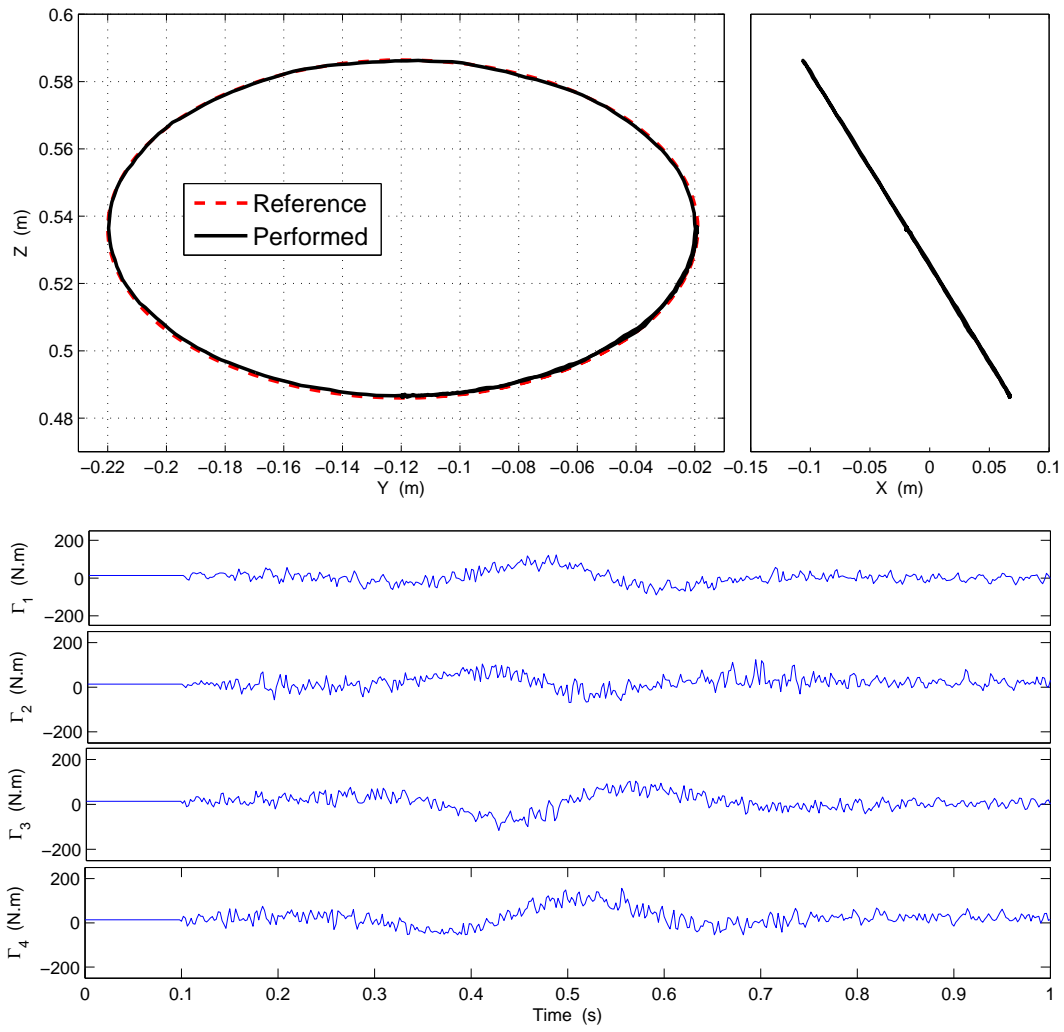 0.6
0.58
0.56
0.54
0.52
0.5
0.48
Z (m)
Reference
Performed
−0.22 −0.2 −0.18 −0.16 −0.14 −0.12 −0.1 −0.08 −0.06 −0.04 −0.02
Y (m)
−0.15 −0.1 −0.05 0 0.05 0.1
X (m)
200
0
−200
Γ1 (N.m)
200
0
−200
Γ2 (N.m)
200
0
−200
Γ3 (N.m)
200
0
−200
Γ4 (N.m)
0 0.1 0.2 0.3 0.4 0.5 0.6 0.7 0.8 0.9 1
Time (s)